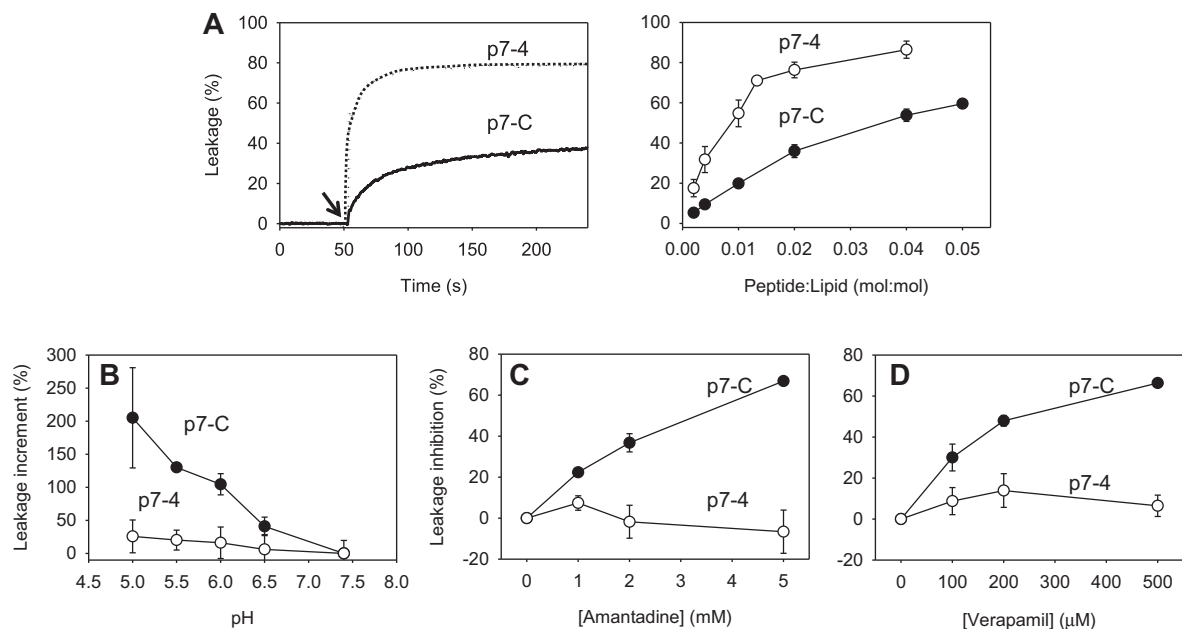 A
100
80
60
40
20
0
Leakage (%)
p7-4
p7-C
0
50
100
150
200
Time (s)
100
80
60
40
20
0
p7-4
p7-C
0.00
0.01
0.02
0.03
0.04
0.05
Peptide:Lipid (mol:mol)
B
300
250
200
150
100
50
0
Leakage increment (%)
p7-C
p7-4
4.5 5.0 5.5 6.0 6.5 7.0 7.5 8.0
pH
C
80
60
40
20
0
-20
Leakage inhibition (%)
p7-C
p7-4
0 1 2 3 4 5
[Amantadine] (mM)
D
80
60
40
20
0
-20
p7-C
p7-4
0 100 200 300 400 500
[Verapamil] (μM)